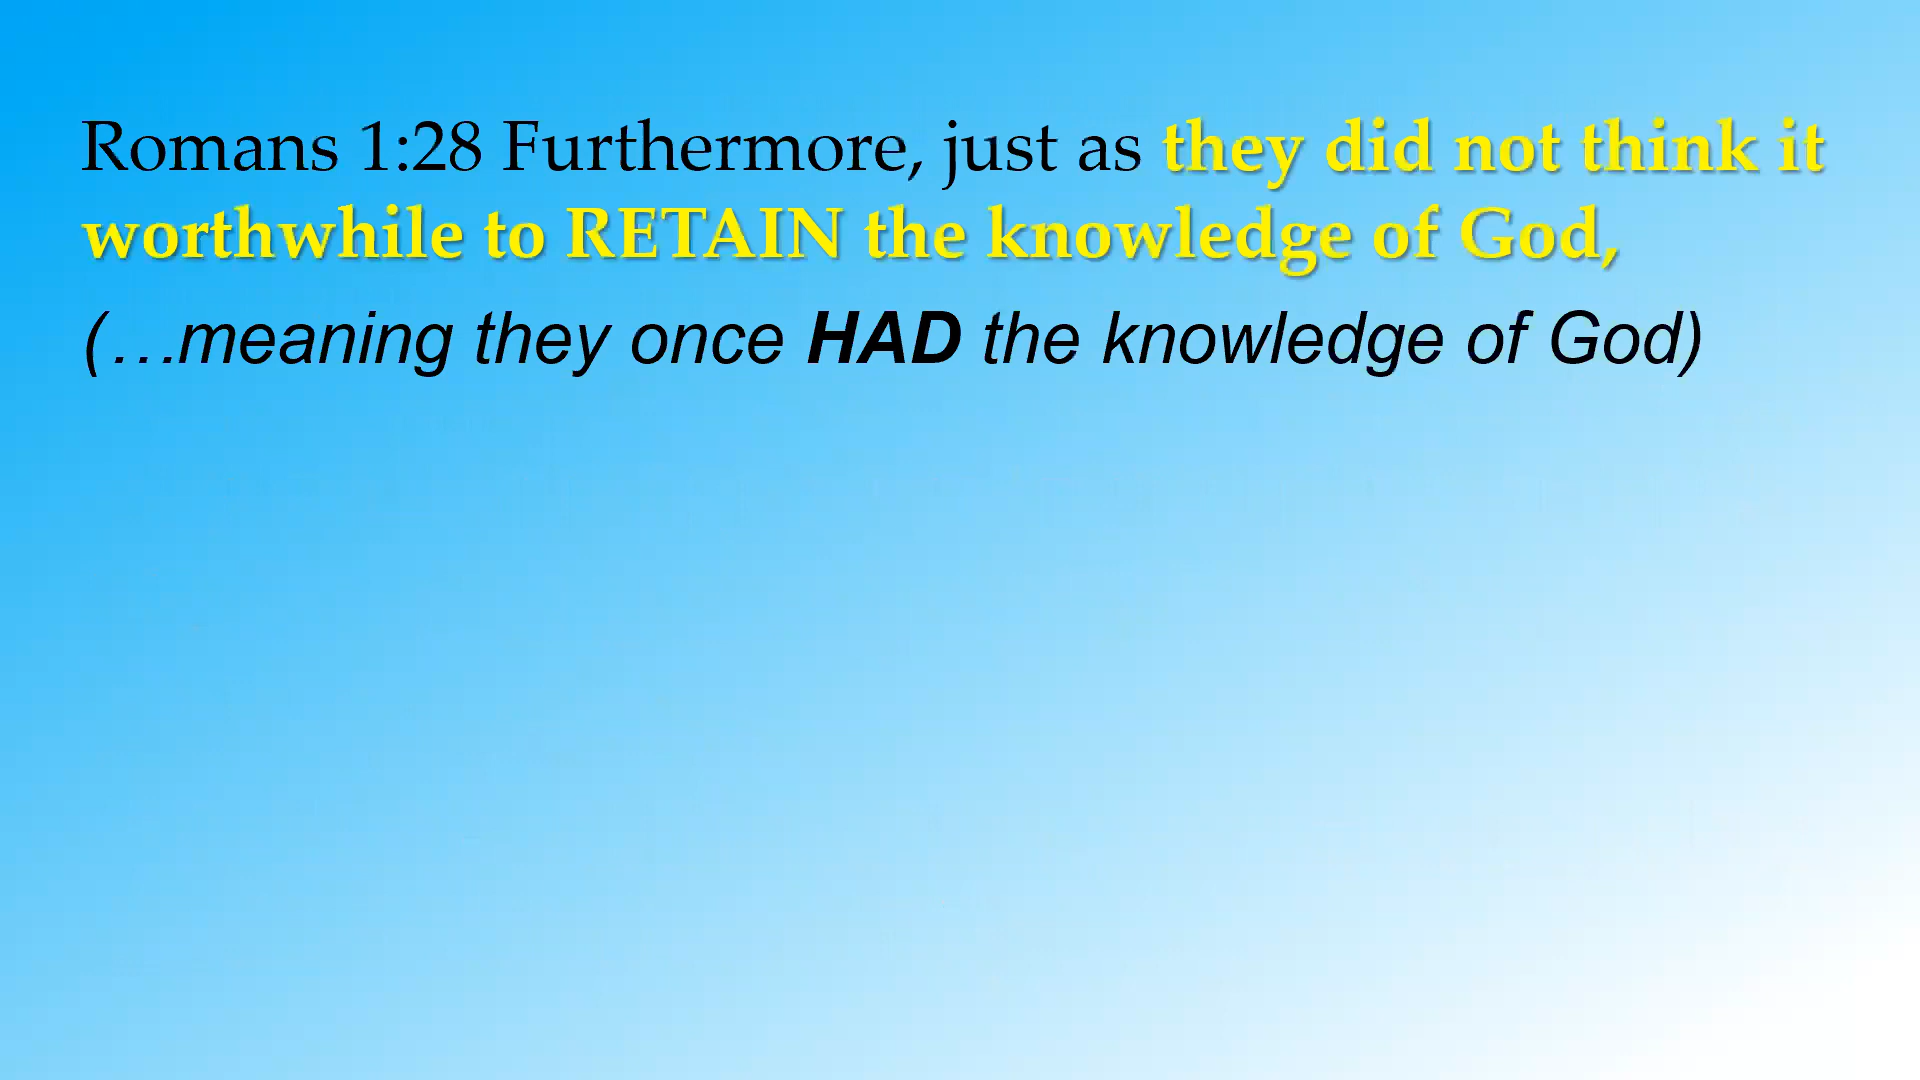 Romans 1:28 Furthermore, just as they did not think it
worthwhile to RETAIN the knowledge of God,
(…meaning they once HAD the knowledge of God)